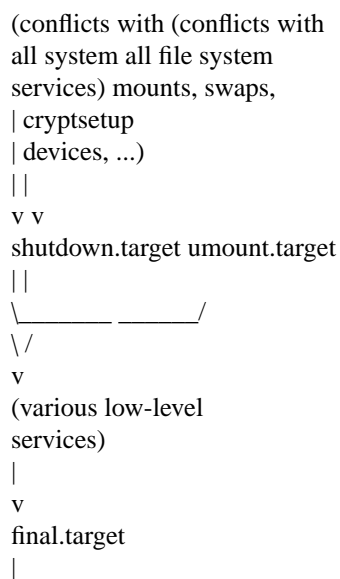 (conflicts with (conflicts with
all system all file system
services) mounts, swaps,
| cryptsetup
| devices, ...)
| |
v v
shutdown.target umount.target
| |
\_______ ______/
\ /
v
(various low-level
services)
|
v
final.target
|